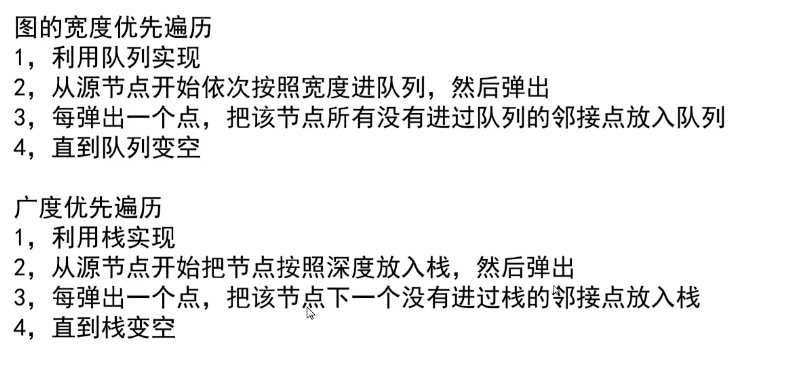 图的宽度优先遍历
1，利用队列实现
2，从源节点开始依次按照宽度进队列，然后弹出
3，每弹出一个点，把该节点所有没有进过队列的邻接点放入队列
4，直到队列变空
广度优先遍历
1，利用栈实现
2，从源节点开始把节点按照深度放入栈，然后弹出
3，每弹出一个点，把该节点下一个没有进过栈的邻接点放入栈
4，直到栈变空